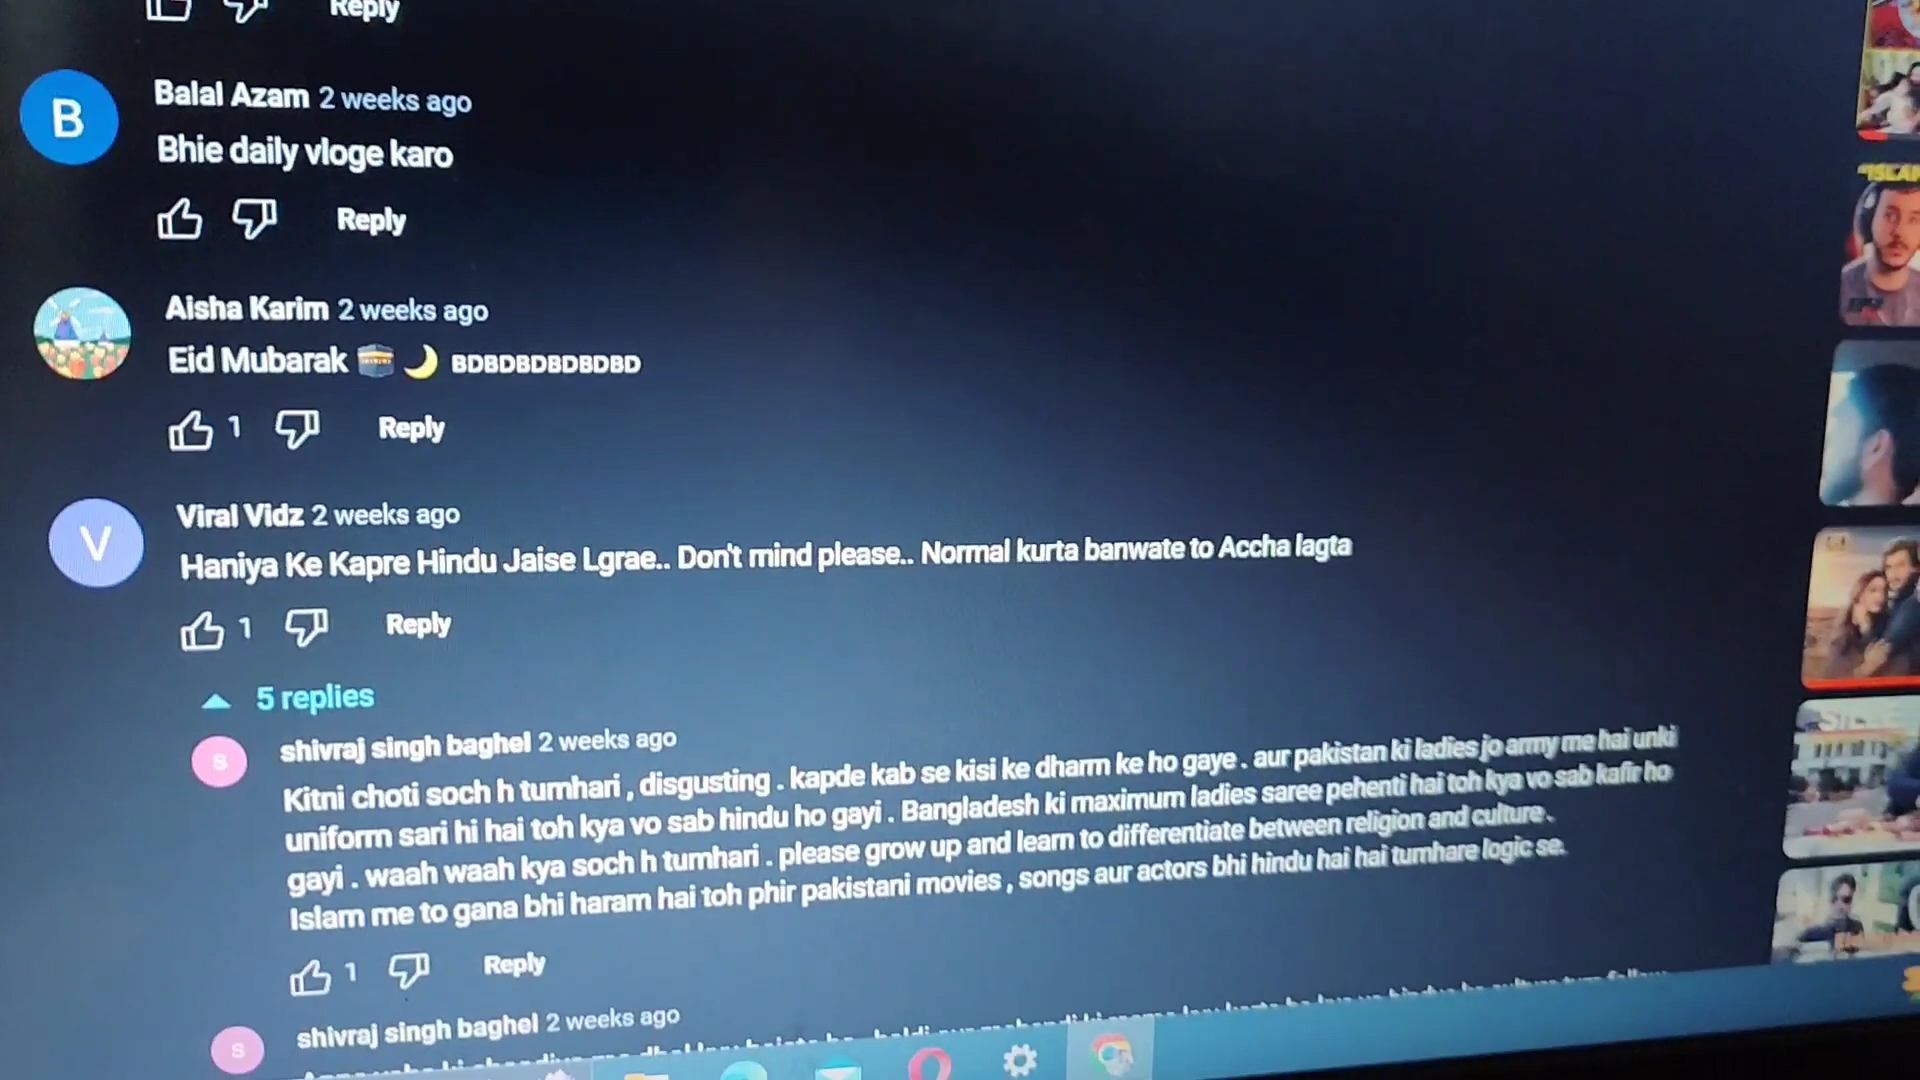 Reply
B
Balal Azam 2 weeks ago
Bhie daily vloge karo
Reply
Aisha Karim 2 weeks ago
Eid Mubarak 🕋 🌙 BDBDBDBDBDBD
1 Reply
V
Viral Vidz 2 weeks ago
Haniya Ke Kapre Hindu Jaise Lgrae.. Don't mind please.. Normal kurta banwate to Accha lagta
1 Reply
5 replies
S
shivraj singh baghel 2 weeks ago
Kitni choti soch h tumhari , disgusting . kapde kab se kisi ke dharm ke ho gaye . aur pakistan ki ladies jo army me hai unki
uniform sari hi hai toh kya vo sab hindu ho gayi . Bangladesh ki maximum ladies saree pehenti hai toh kya vo sab kafir ho
gayi . waah waah kya soch h tumhari . please grow up and learn to differentiate between religion and culture .
Islam me to gana bhi haram hai toh phir pakistani movies , songs aur actors bhi hindu hai hai tumhare logic se.
1 Reply
S
shivraj singh baghel 2 weeks ago